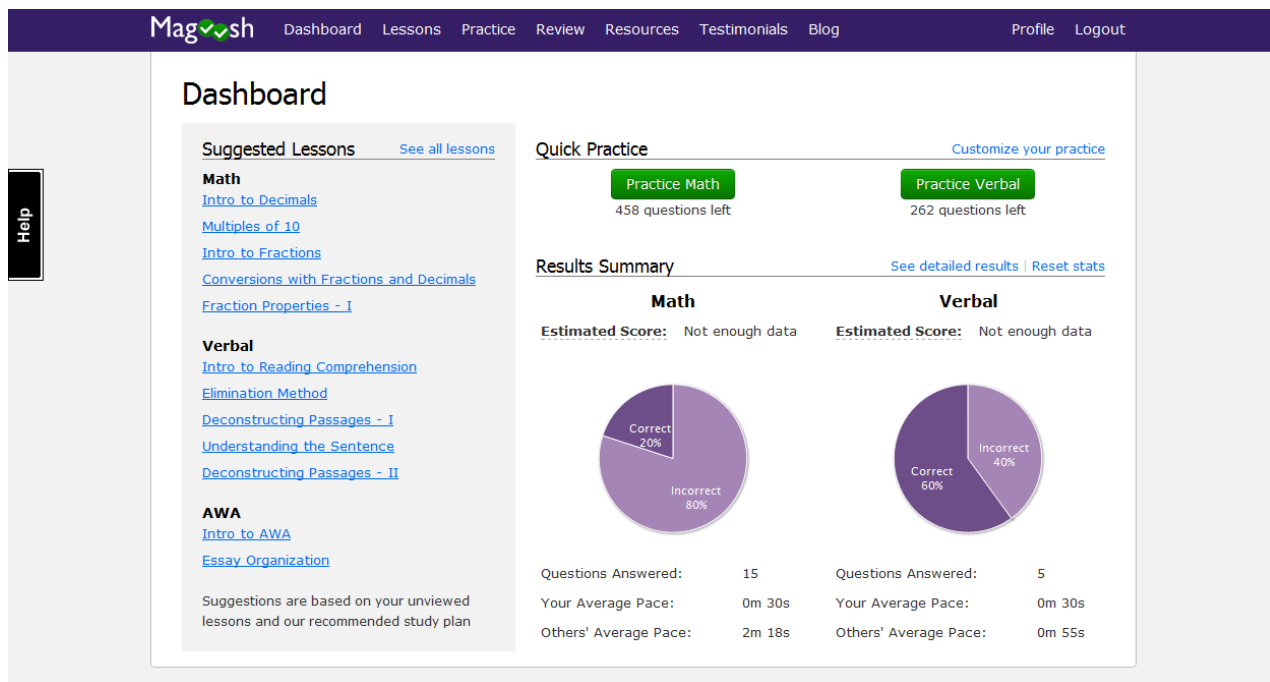 Magoosh Dashboard Lessons Practice Review Resources Testimonials Blog Profile Logout
Help
Dashboard
Suggested Lessons See all lessons
Math
Intro to Decimals
Multiples of 10
Intro to Fractions
Conversions with Fractions and Decimals
Fraction Properties - I
Verbal
Intro to Reading Comprehension
Elimination Method
Deconstructing Passages - I
Understanding the Sentence
Deconstructing Passages - II
AWA
Intro to AWA
Essay Organization
Suggestions are based on your unviewed
lessons and our recommended study plan
Quick Practice Customize your practice
Practice Math Practice Verbal
458 questions left 262 questions left
Results Summary See detailed results | Reset stats
Math
Estimated Score: Not enough data
Correct
20%
Incorrect
80%
Questions Answered: 15
Your Average Pace: 0m 30s
Others' Average Pace: 2m 18s
Verbal
Estimated Score: Not enough data
Incorrect
40%
Correct
60%
Questions Answered: 5
Your Average Pace: 0m 30s
Others' Average Pace: 0m 55s